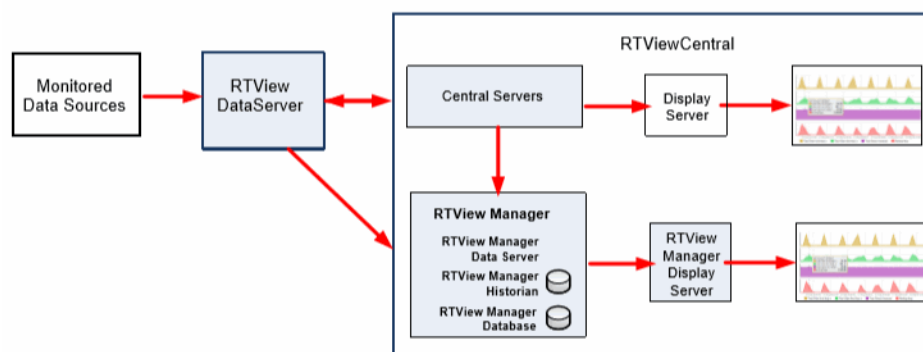 RTViewCentral
Monitored
Data Sources
RTView
DataServer
Central Servers
Display
Server
RTView Manager
RTView Manager
Data Server
RTView Manager
Historian
RTView Manager
Database
RTView
Manager
Display
Server